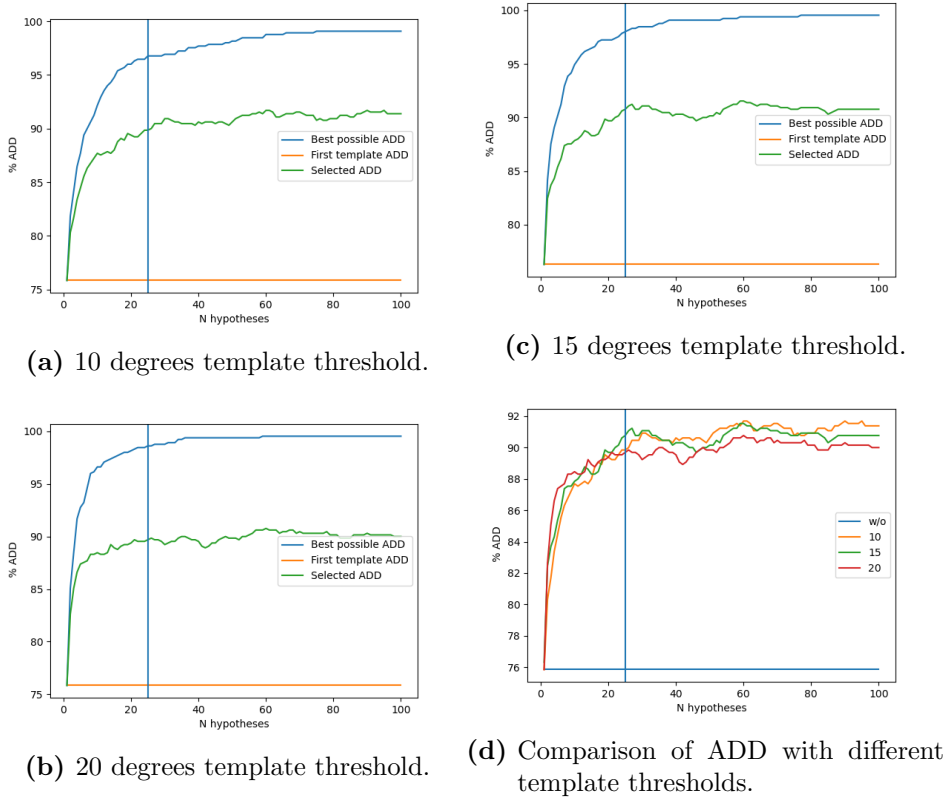 100
95
90
85
80
75
% ADD
Best possible ADD
First template ADD
Selected ADD
0 20 40 60 80 100
N hypotheses
(a) 10 degrees template threshold.
100
95
90
85
80
% ADD
Best possible ADD
First template ADD
Selected ADD
0 20 40 60 80 100
N hypotheses
(c) 15 degrees template threshold.
100
95
90
85
80
75
% ADD
Best possible ADD
First template ADD
Selected ADD
0 20 40 60 80 100
N hypotheses
(b) 20 degrees template threshold.
92
90
88
86
84
82
80
78
76
% ADD
w/o
10
15
20
0 20 40 60 80 100
N hypotheses
(d) Comparison of ADD with different
template thresholds.